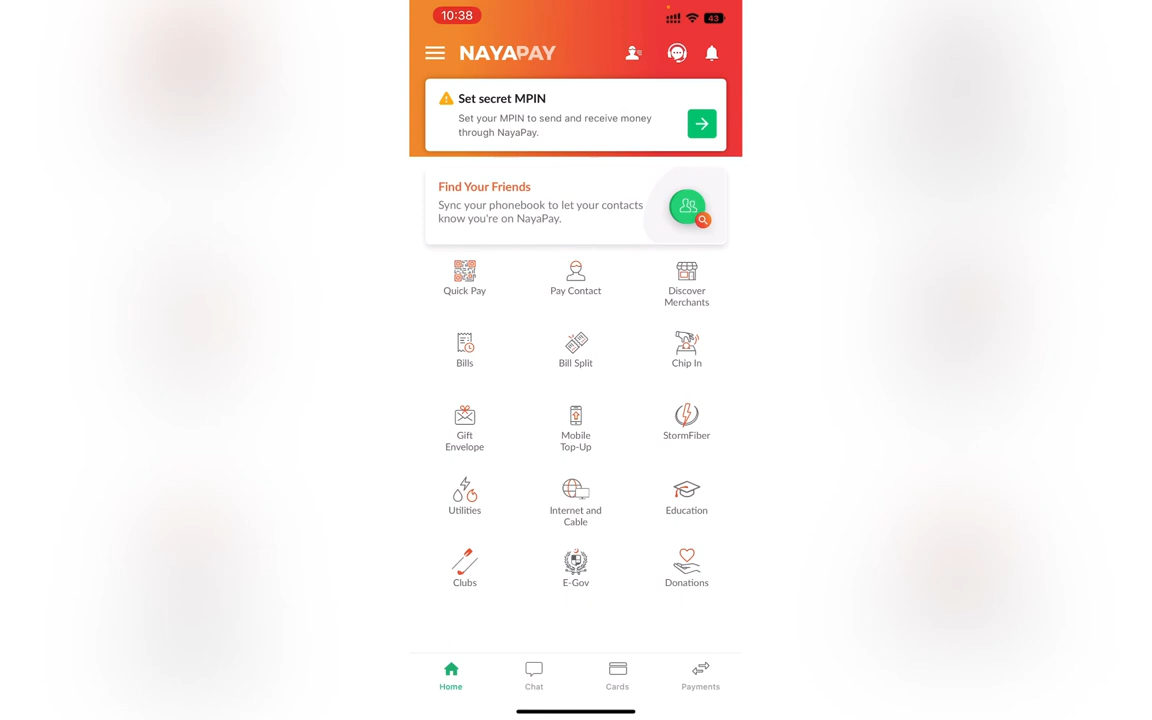 10:38
43
NAYAPAY
Set secret MPIN
Set your MPIN to send and receive money
through NayaPay.
Find Your Friends
Sync your phonebook to let your contacts
know you're on NayaPay.
Quick Pay
Pay Contact
Discover
Merchants
Bills
Bill Split
Chip In
Gift
Envelope
Mobile
Top-Up
StormFiber
Utilities
Internet and
Cable
Education
Clubs
E-Gov
Donations
Home
Chat
Cards
Payments